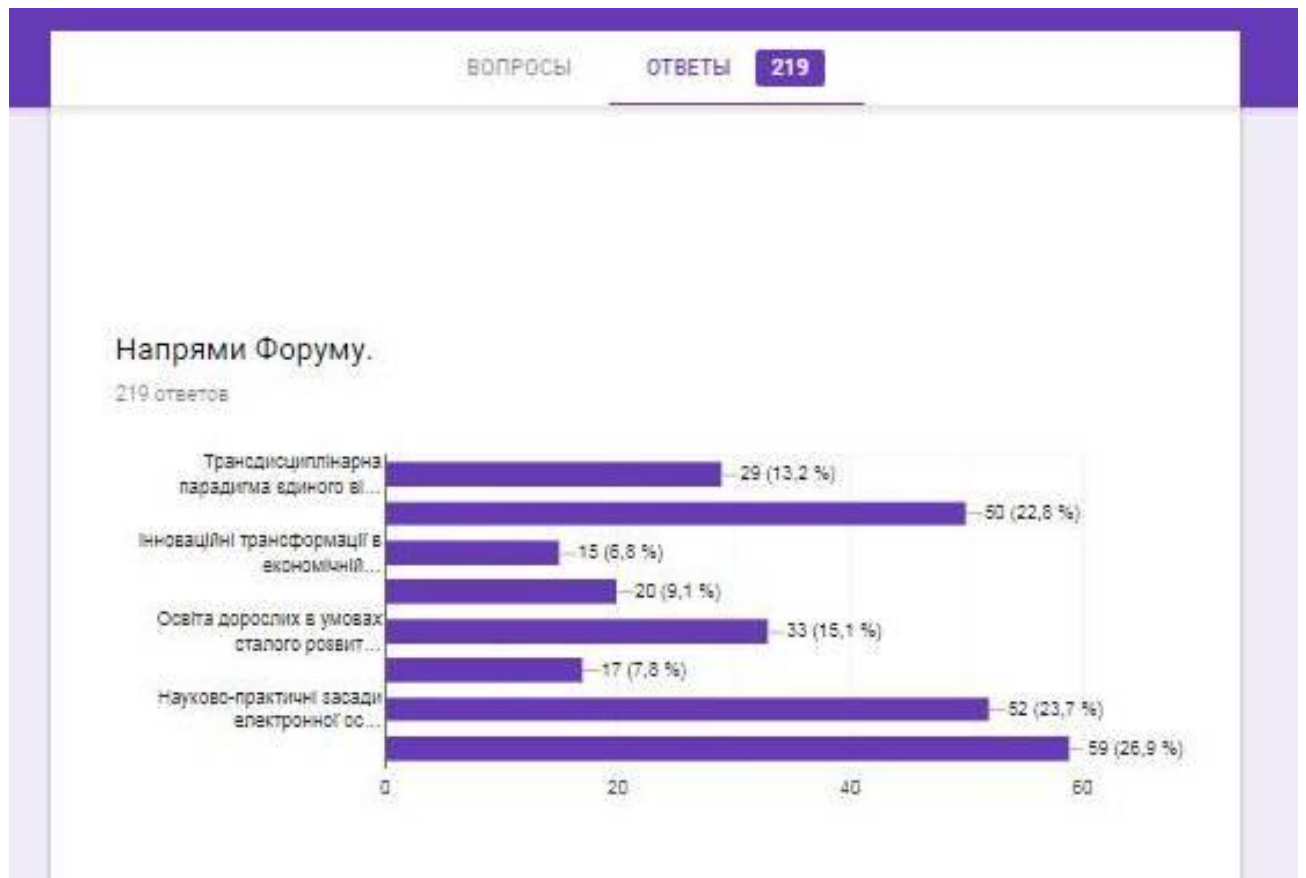 ВОПРОСЫ ОТВЕТЫ 219
Напрями Форуму.
219 ответов
Трансдисциплінарна
парадигма єдиного ві...
29 (13,2 %)
50 (22,8 %)
Інноваційні трансформації в
економічній...
15 (6,8 %)
20 (9,1 %)
Освіта дорослих в умовах
сталого розвит...
33 (15,1 %)
17 (7,8 %)
Науково-практичні засади
електронної ос...
52 (23,7 %)
59 (26,9 %)
0 20 40 60